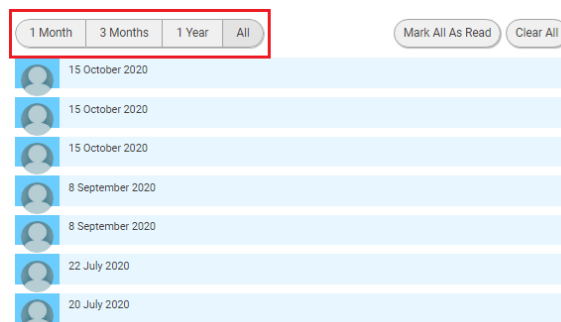 1 Month 3 Months 1 Year All Mark All As Read Clear All
15 October 2020
15 October 2020
15 October 2020
8 September 2020
8 September 2020
22 July 2020
20 July 2020